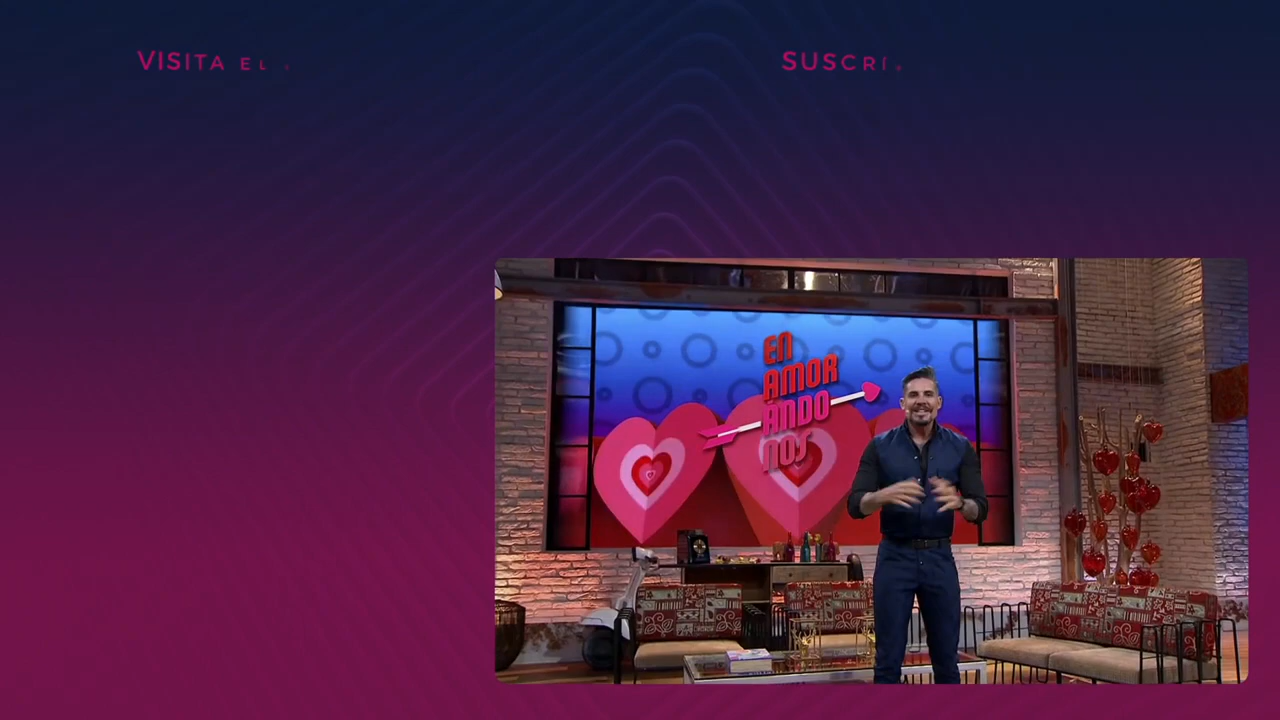 VISITA EL
SUSCRÍ
EN
AMOR
ANDO
NOS